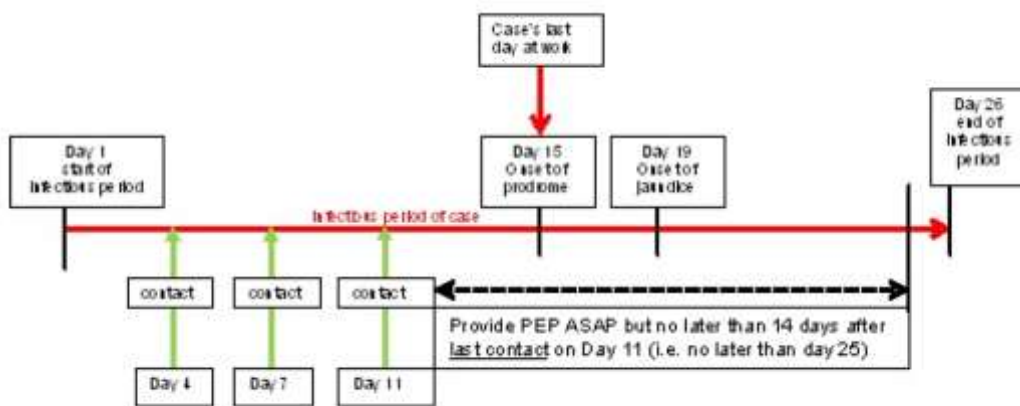 Case's last
day at work
Day 26
end of
infectious
period
Day 1
start of
infectious period
Day 15
Onset of
prodrome
Day 19
Onset of
jaundice
Infectious period of case
contact
contact
contact
Provide PEP ASAP but no later than 14 days after
last contact on Day 11 (i.e. no later than day 25)
Day 4
Day 7
Day 11